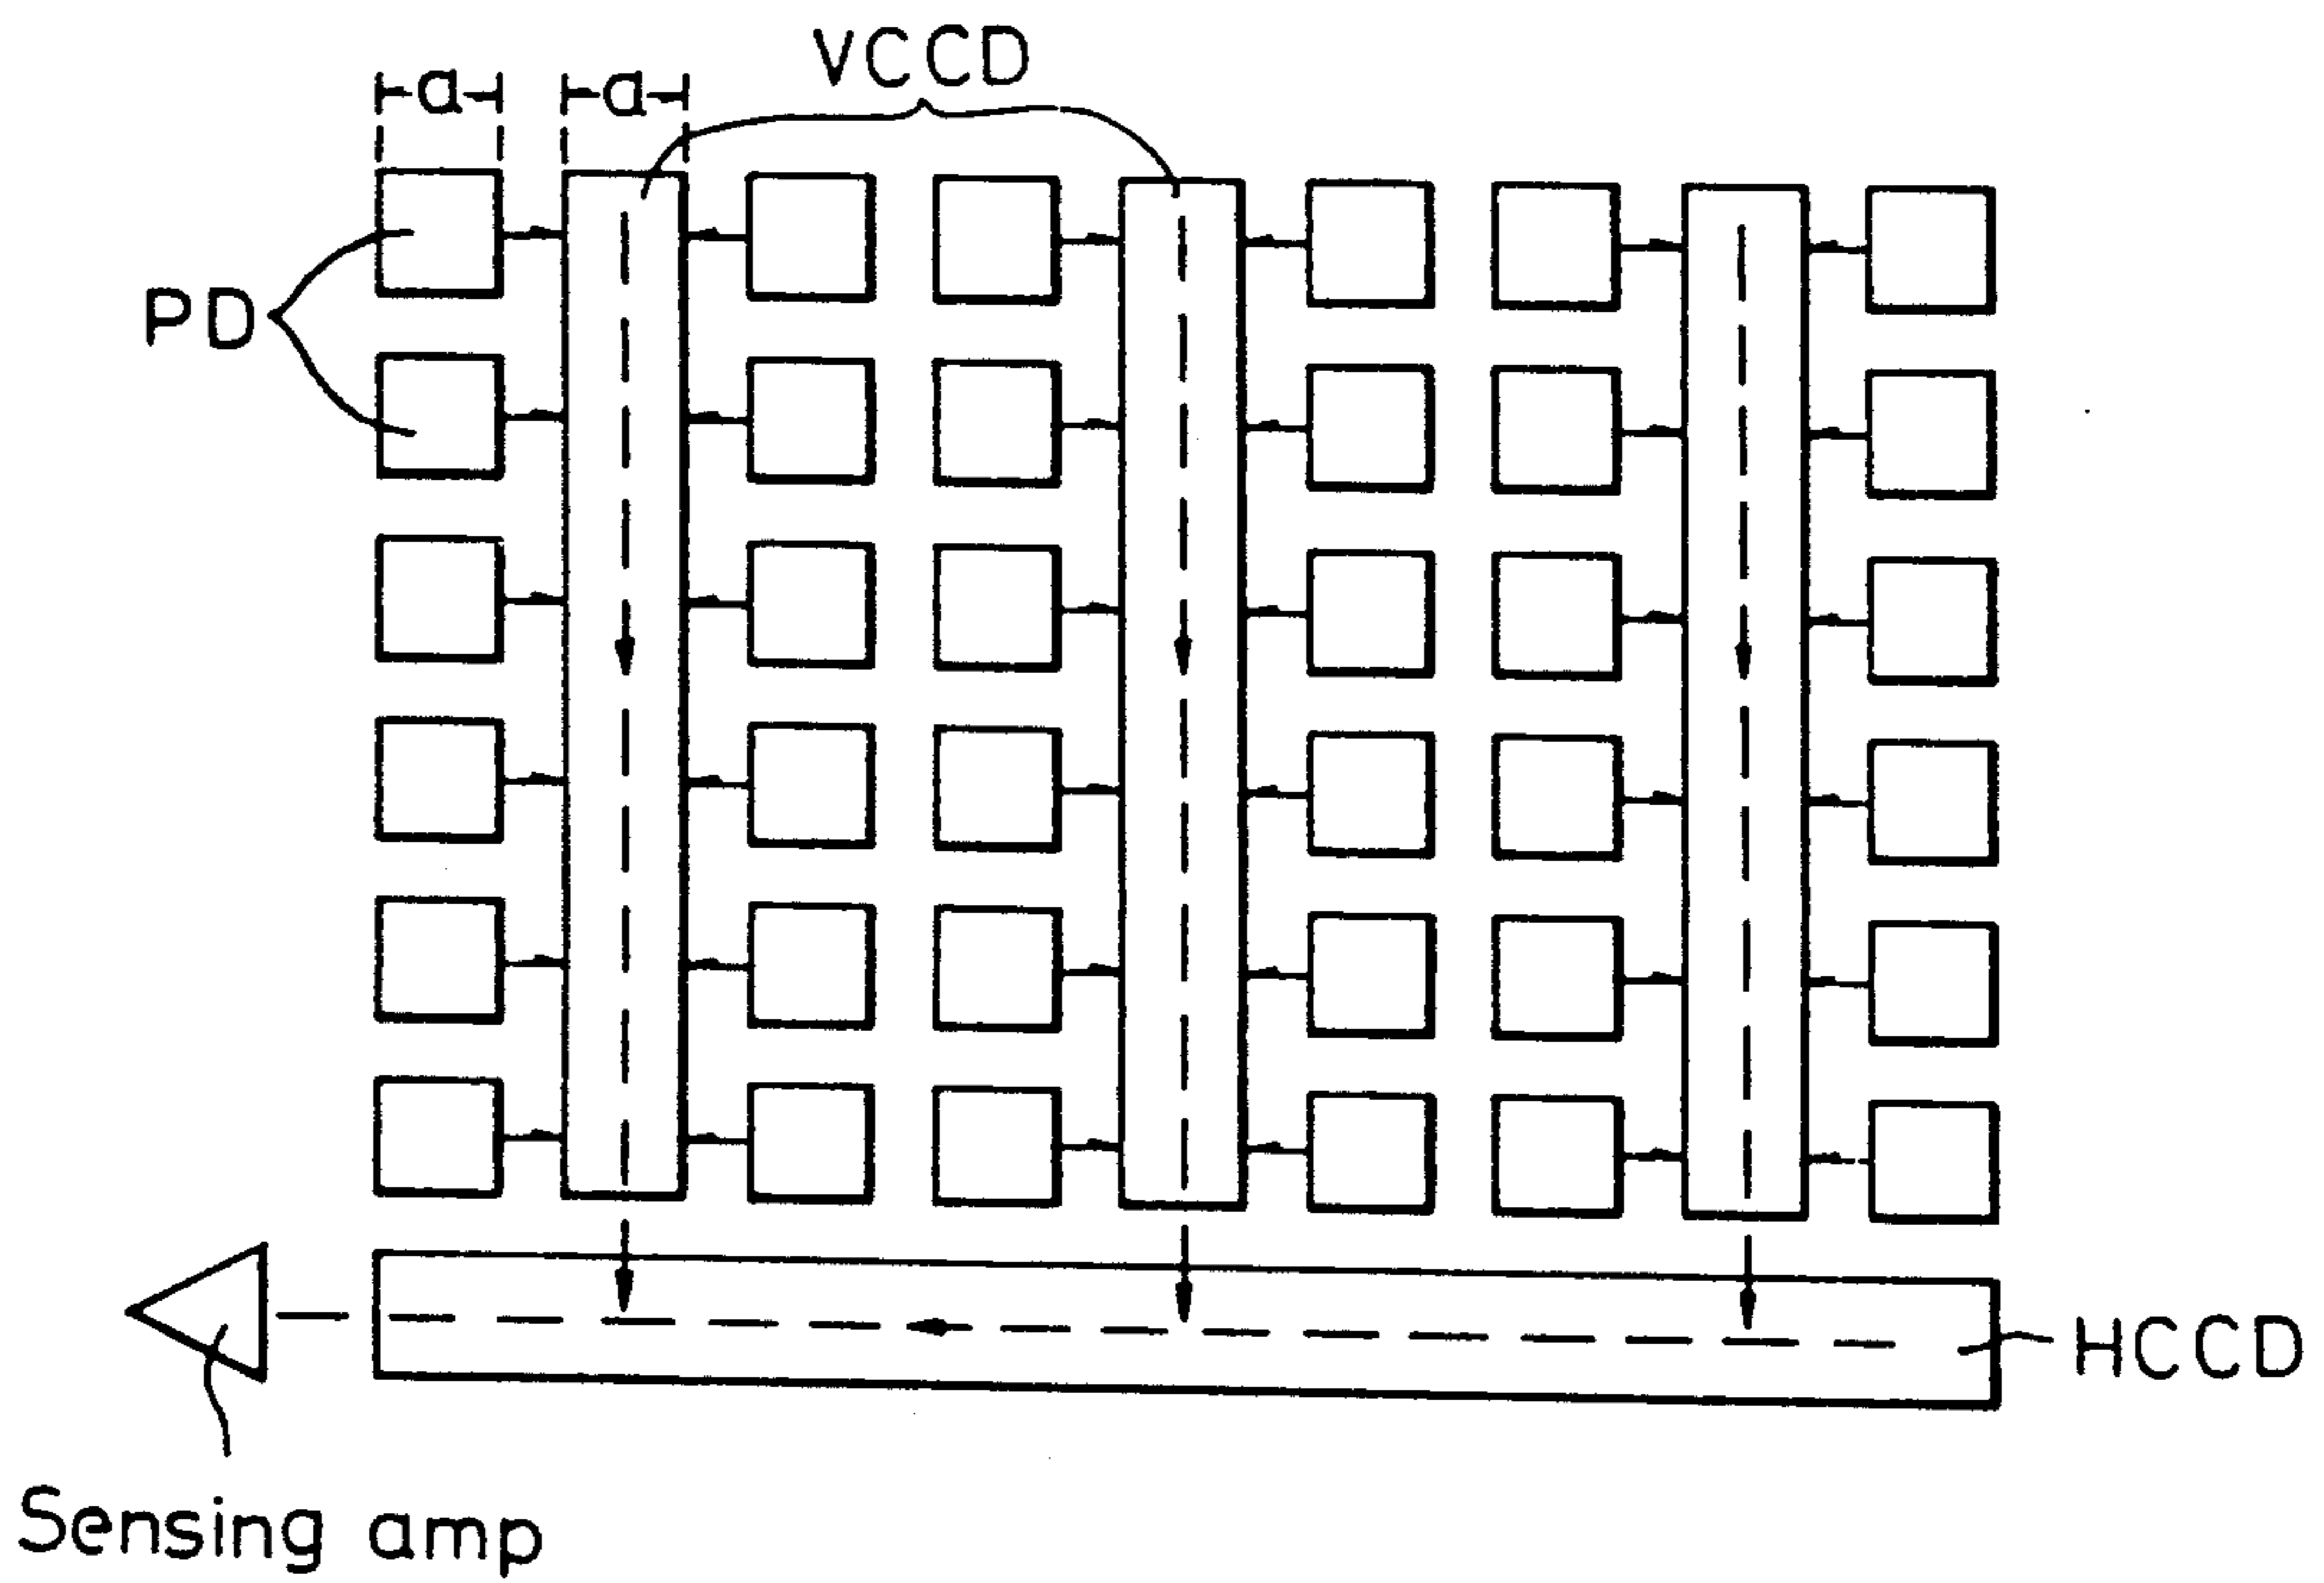 VCCD
a
a
PD
HCCD
Sensing amp